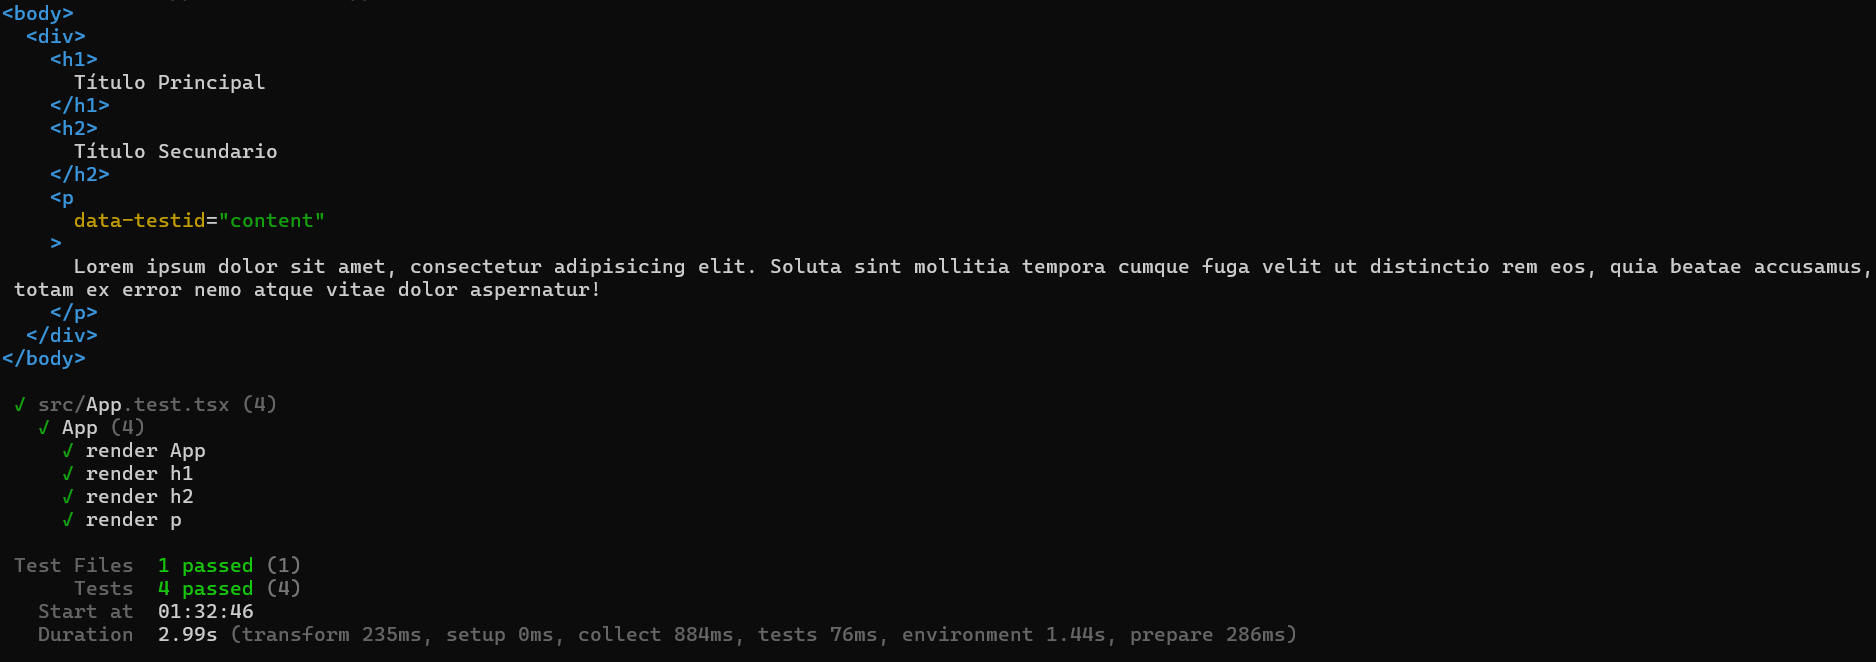 <body>
  <div>
    <h1>
      Título Principal
    </h1>
    <h2>
      Título Secundario
    </h2>
    <p
      data-testid="content"
    >
      Lorem ipsum dolor sit amet, consectetur adipisicing elit. Soluta sint mollitia tempora cumque fuga velit ut distinctio rem eos, quia beatae accusamus,
 totam ex error nemo atque vitae dolor aspernatur!
    </p>
  </div>
</body>
 √ src/App.test.tsx (4)
   √ App (4)
     √ render App
     √ render h1
     √ render h2
     √ render p
 Test Files  1 passed (1)
      Tests  4 passed (4)
   Start at  01:32:46
   Duration  2.99s (transform 235ms, setup 0ms, collect 884ms, tests 76ms, environment 1.44s, prepare 286ms)